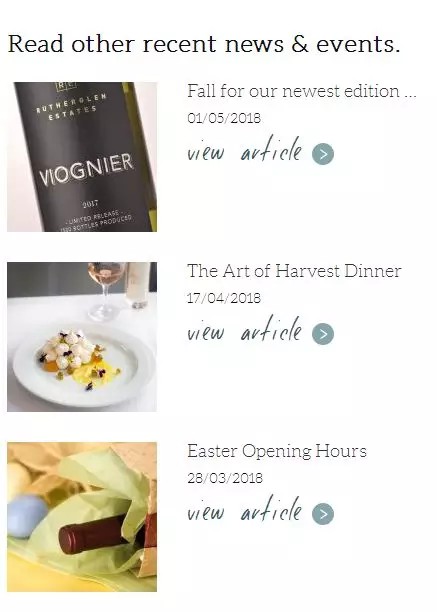 Read other recent news & events.
RUTHERGLEN
ESTATES
VIOGNIER
2017
- LIMITED RELEASE -
BOTTLES PRODUCED
Fall for our newest edition ...
01/05/2018
view article >
The Art of Harvest Dinner
17/04/2018
view article >
Easter Opening Hours
28/03/2018
view article >